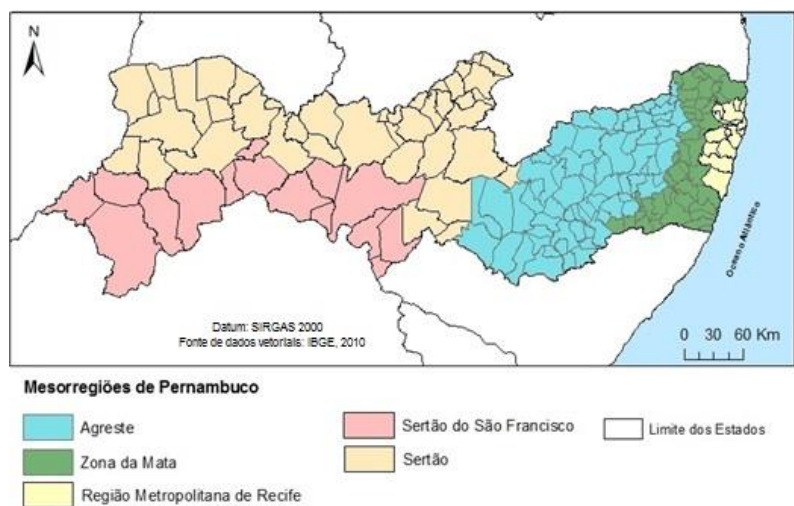 N
Oceano Atlântico
Datum: SIRGAS 2000
Fonte de dados vetoriais: IBGE, 2010
0 30 60 Km
Mesorregiões de Pernambuco
Agreste
Zona da Mata
Região Metropolitana de Recife
Sertão do São Francisco
Sertão
Limite dos Estados